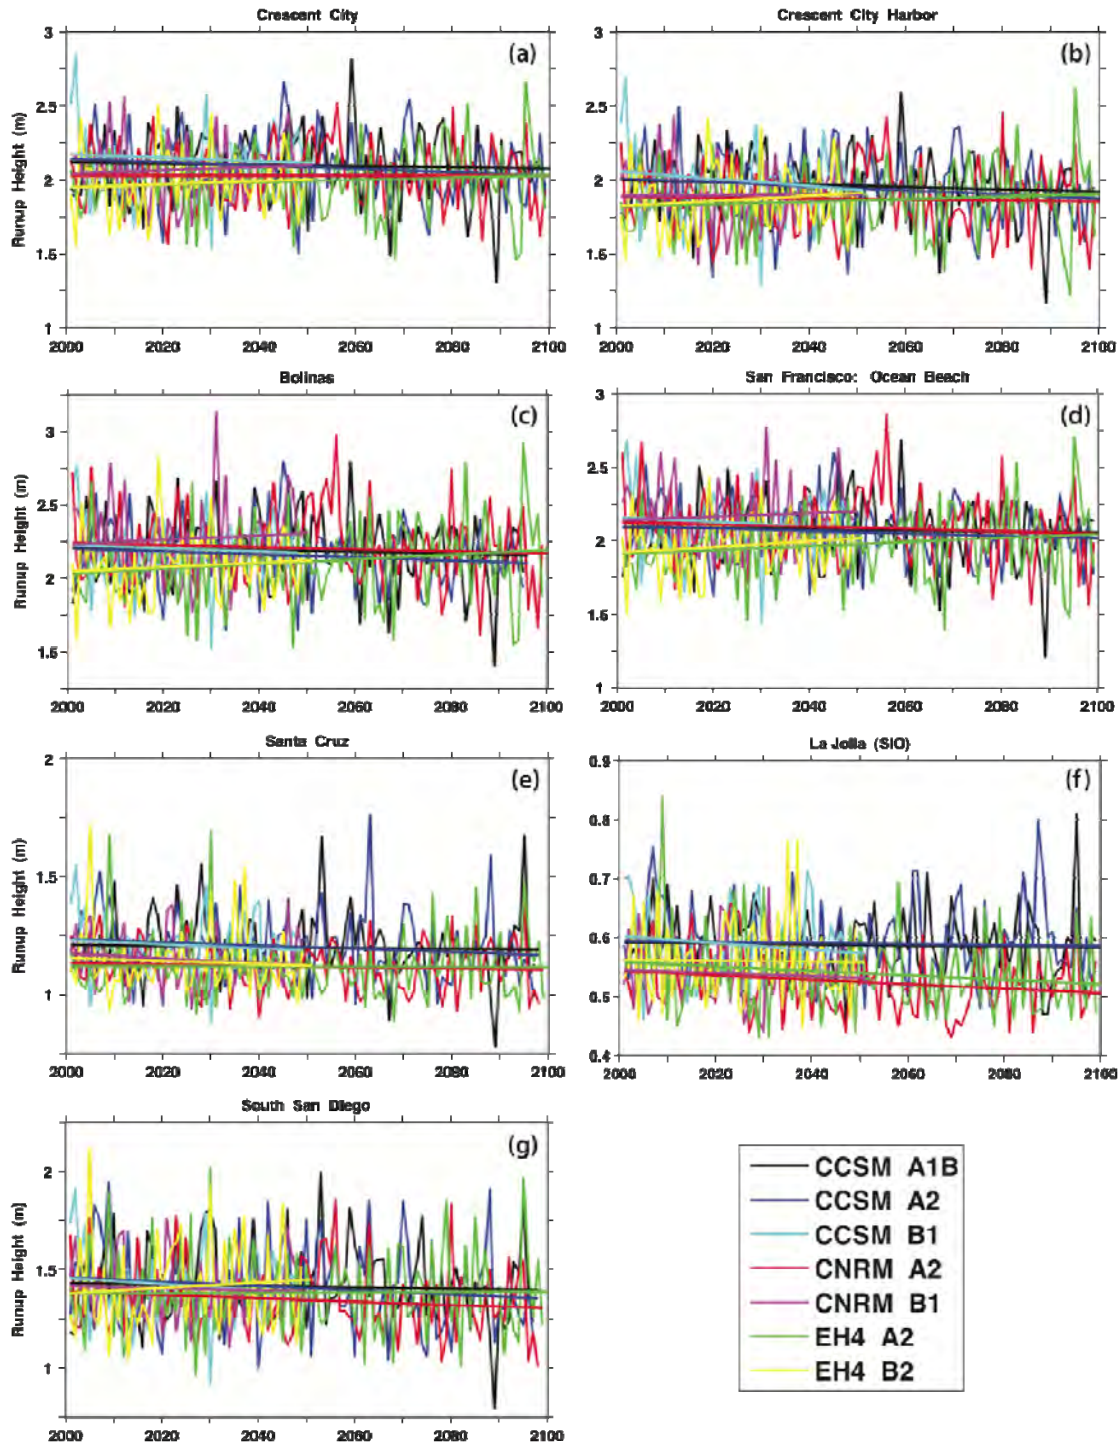 Crescent City
Crescent City Harbor
3
2.5
2
1.5
1
Runup Height (m)
(a)
2000
2020
2040
2060
2080
2100
3
2.5
2
1.5
1
(b)
2000
2020
2040
2060
2080
2100
Bolinas
San Francisco: Ocean Beach
3
2.5
2
1.5
Runup Height (m)
(c)
2000
2020
2040
2060
2080
2100
3
2.5
2
1.5
1
(d)
2000
2020
2040
2060
2080
2100
Santa Cruz
La Jolla (SIO)
2
1.5
1
Runup Height (m)
(e)
2000
2020
2040
2060
2080
2100
0.9
0.8
0.7
0.6
0.5
0.4
(f)
2000
2020
2040
2060
2080
2100
South San Diego
2
1.5
1
Runup Height (m)
(g)
2000
2020
2040
2060
2080
2100
CCSM A1B
CCSM A2
CCSM B1
CNRM A2
CNRM B1
EH4 A2
EH4 B2